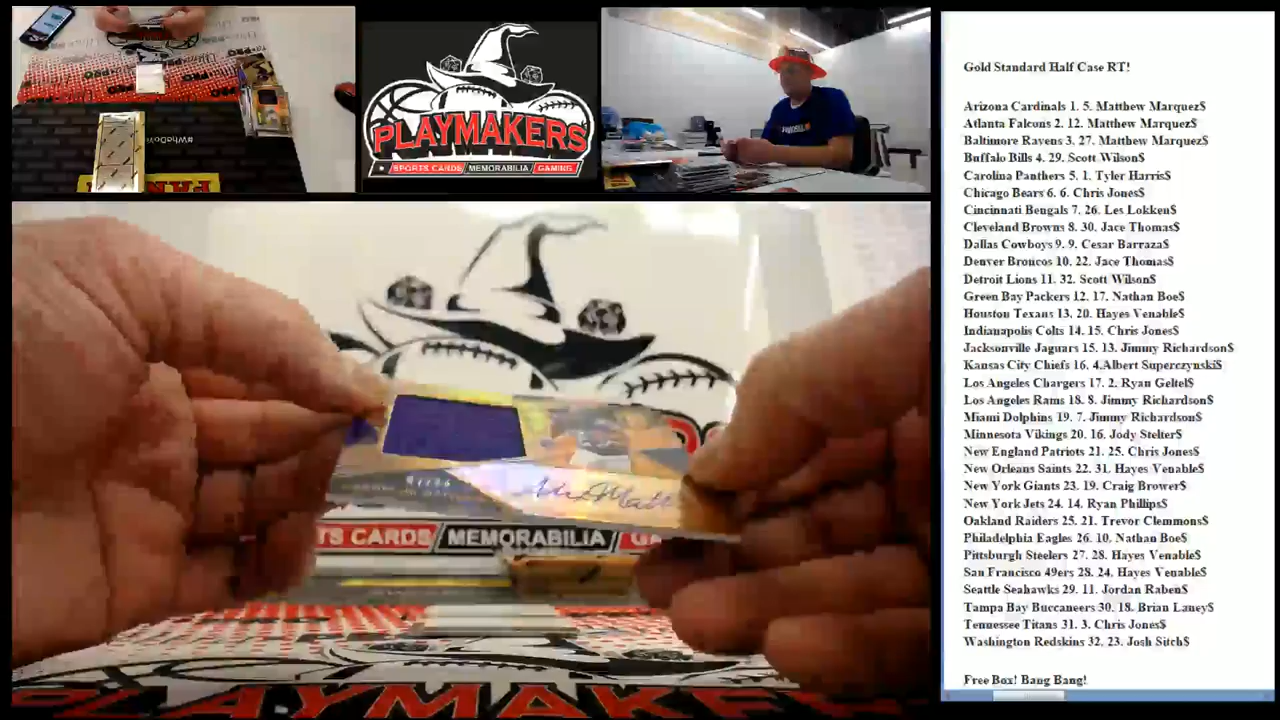 PLAYMAKERS
SPORTS CARDS MEMORABILIA GAMING
TS CARDS MEMORABILIA GA
PLAYMAK
Gold Standard Half Case RT!
Arizona Cardinals 1. 5. Matthew Marquez$
Atlanta Falcons 2. 12. Matthew Marquez$
Baltimore Ravens 3, 27. Matthew Marquez$
Buffalo Bills 4. 29. Scott Wilson$
Carolina Panthers 5. 1. Tyler Harris$
Chicago Bears 6. 6. Chris Jones$
Cincinnati Bengals 7, 26. Les Lokken$
Cleveland Browns 8. 30. Jace Thomas$
Dallas Cowboys 9. 9. Cesar Barraza$
Denver Broncos 10. 22. Jace Thomas$
Detroit Lions 11. 32. Scott Wilson$
Green Bay Packers 12. 17. Nathan Boe$
Houston Texans 13. 20. Hayes Venable$
Indianapolis Colts 14. 15. Chris Jones$
Jacksonville Jaguars 15. 13. Jimmy Richardson$
Kansas City Chiefs 16. 4.Albert Superczynski$
Los Angeles Chargers 17. 2. Ryan Geltel$
Los Angeles Rams 18. 8. Jimmy Richardson$
Miami Dolphins 19. 7. Jimmy Richardson$
Minnesota Vikings 20. 16. Jody Stelter$
New England Patriots 21. 25. Chris Jones$
New Orleans Saints 22. 31. Hayes Venable$
New York Giants 23. 19. Craig Brower$
New York Jets 24. 14. Ryan Phillips$
Oakland Raiders 25. 21. Trevor Clemmons$
Philadelphia Eagles 26. 10. Nathan Boe$
Pittsburgh Steelers 27. 28. Hayes Venable$
San Francisco 49ers 28. 24. Hayes Venable$
Seattle Seahawks 29. 11. Jordan Raben$
Tampa Bay Buccaneers 30. 18. Brian Laney$
Tennessee Titans 31. 3. Chris Jones$
Washington Redskins 32. 23. Josh Sitch$
Free Box! Bang Bang!